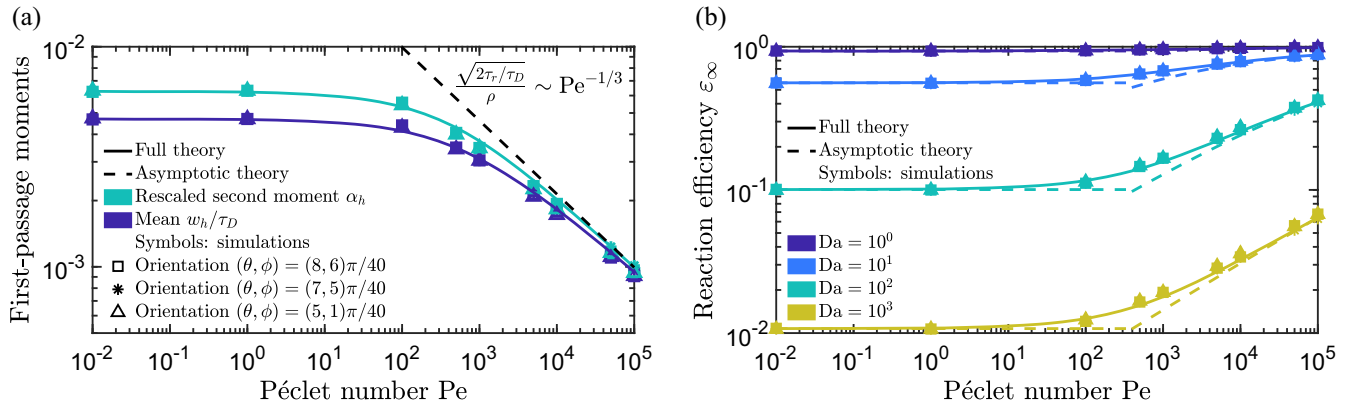 (a)
10^-2
10^-3
First-passage moments
√(2τ_r/τ_D)/ρ ~ Pe^−1/3
Full theory
Asymptotic theory
Rescaled second moment α_h
Mean w_h/τ_D
Symbols: simulations
Orientation (θ, ϕ) = (8, 6)π/40
Orientation (θ, ϕ) = (7, 5)π/40
Orientation (θ, ϕ) = (5, 1)π/40
10^-2 10^-1 10^0 10^1 10^2 10^3 10^4 10^5
Péclet number Pe
(b)
10^0
10^-1
10^-2
Reaction efficiency ε_∞
Full theory
Asymptotic theory
Symbols: simulations
Da = 10^0
Da = 10^1
Da = 10^2
Da = 10^3
10^-2 10^-1 10^0 10^1 10^2 10^3 10^4 10^5
Péclet number Pe